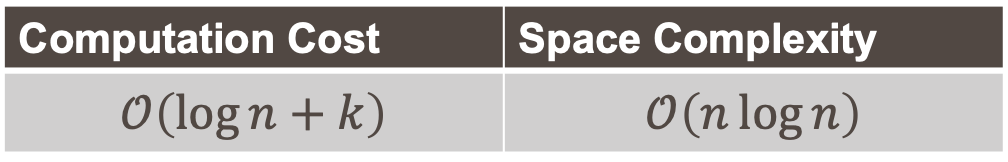 Computation Cost Space Complexity
𝒪(log 𝑛 + 𝑘) 𝒪(𝑛 log 𝑛)